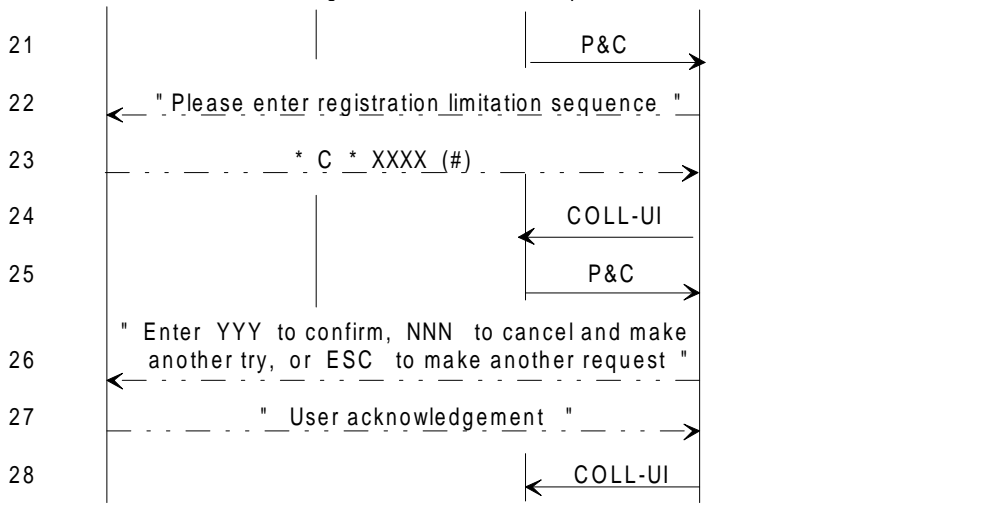 21 P&C
22 " Please enter registration limitation sequence "
23 * C * XXXX (#)
24 COLL-UI
25 P&C
" Enter YYY to confirm, NNN to cancel and make
26 another try, or ESC to make another request "
27 " User acknowledgement "
28 COLL-UI